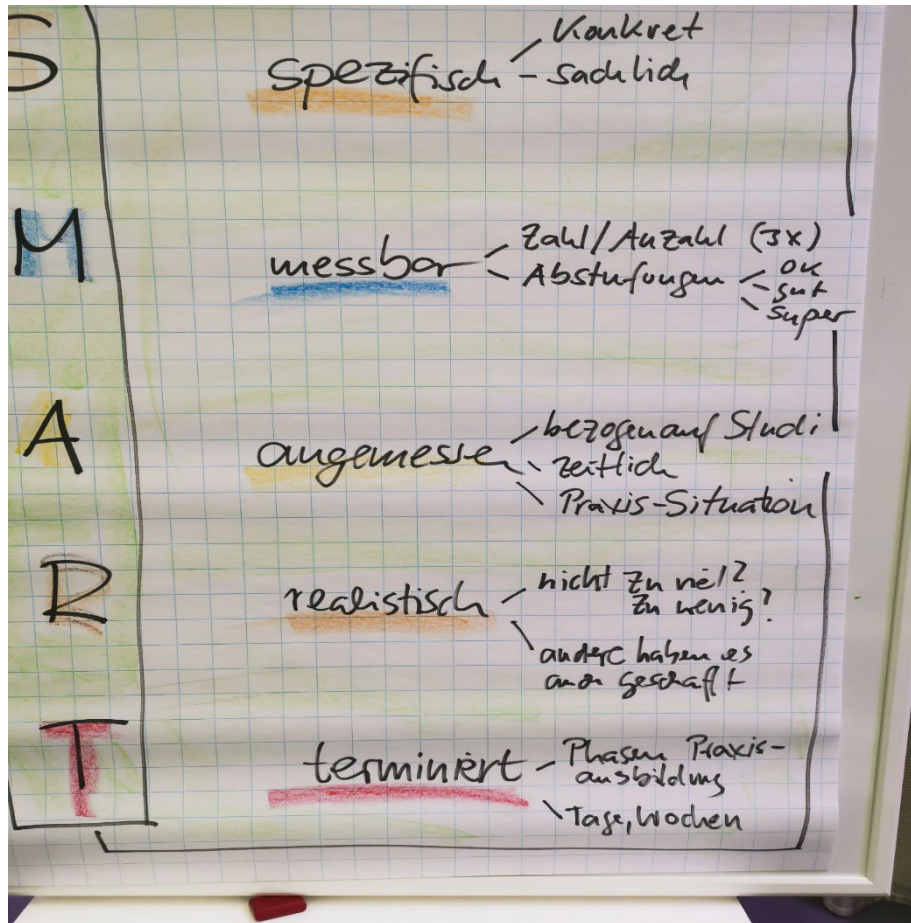 S spezifisch - Konkret
- sachlich
M messbar - Zahl/Anzahl (3x)
- Abstufungen - ok
- gut
- super
A angemessen - bezogen auf Studi
- zeitlich
- Praxis-Situation
R realistisch - nicht zu viel?
zu wenig?
- andere haben es
auch geschafft
T terminiert - Phasen Praxis-
ausbildung
- Tage, Wochen